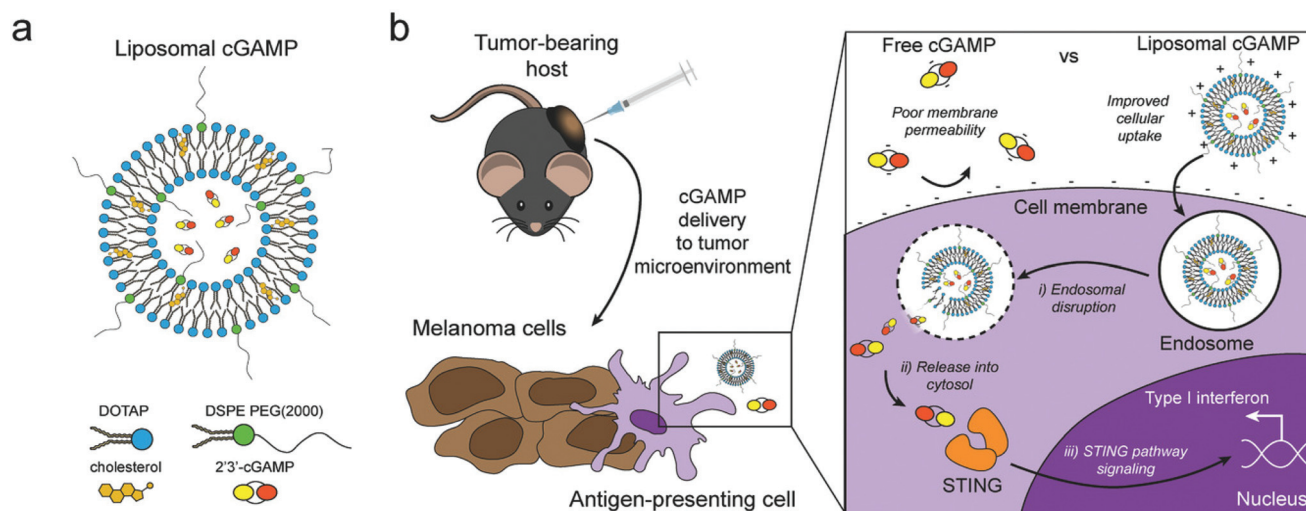 a
Liposomal cGAMP
DOTAP
DSPE PEG(2000)
cholesterol
2'3'-cGAMP
b
Tumor-bearing
host
cGAMP
delivery
to tumor
microenvironment
Melanoma cells
Antigen-presenting cell
Free cGAMP
vs
Liposomal cGAMP
Poor membrane
permeability
Improved
cellular
uptake
Cell membrane
i) Endosomal
disruption
Endosome
ii) Release into
cytosol
STING
Type I interferon
iii) STING pathway
signaling
Nucleus